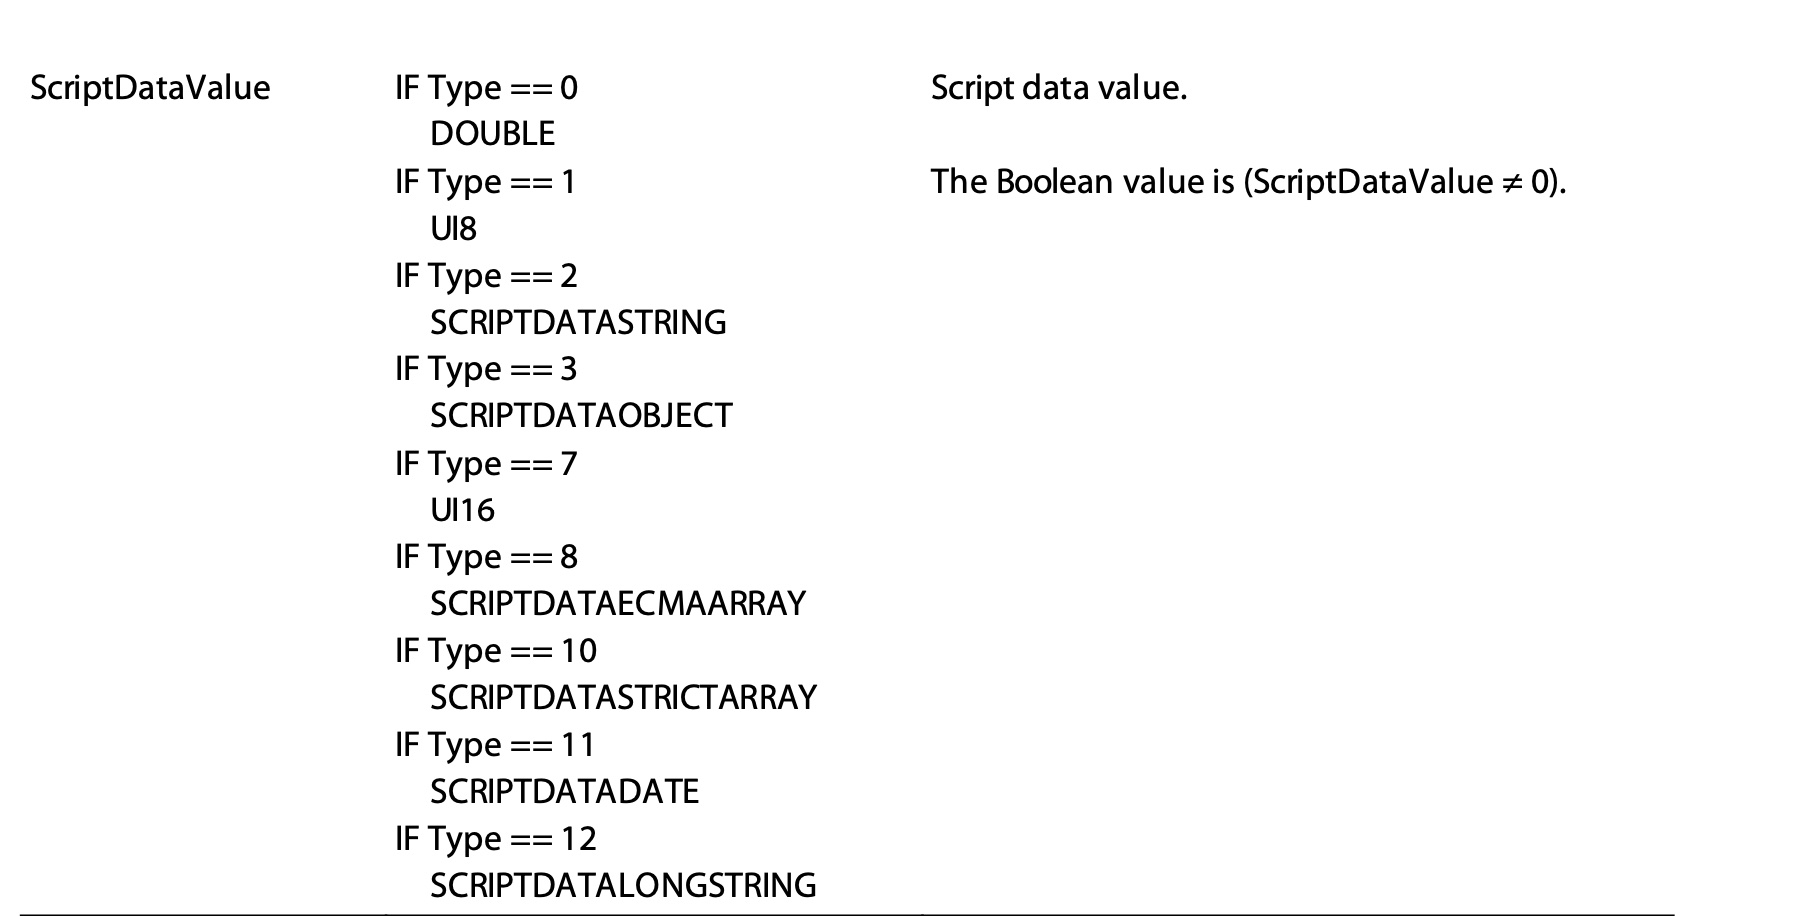 ScriptDataValue IF Type == 0 Script data value.
DOUBLE
IF Type == 1 The Boolean value is (ScriptDataValue ≠ 0).
UI8
IF Type == 2
SCRIPTDATASTRING
IF Type == 3
SCRIPTDATAOBJECT
IF Type == 7
UI16
IF Type == 8
SCRIPTDATAECMAARRAY
IF Type == 10
SCRIPTDATASTRICTARRAY
IF Type == 11
SCRIPTDATADATE
IF Type == 12
SCRIPTDATALONGSTRING